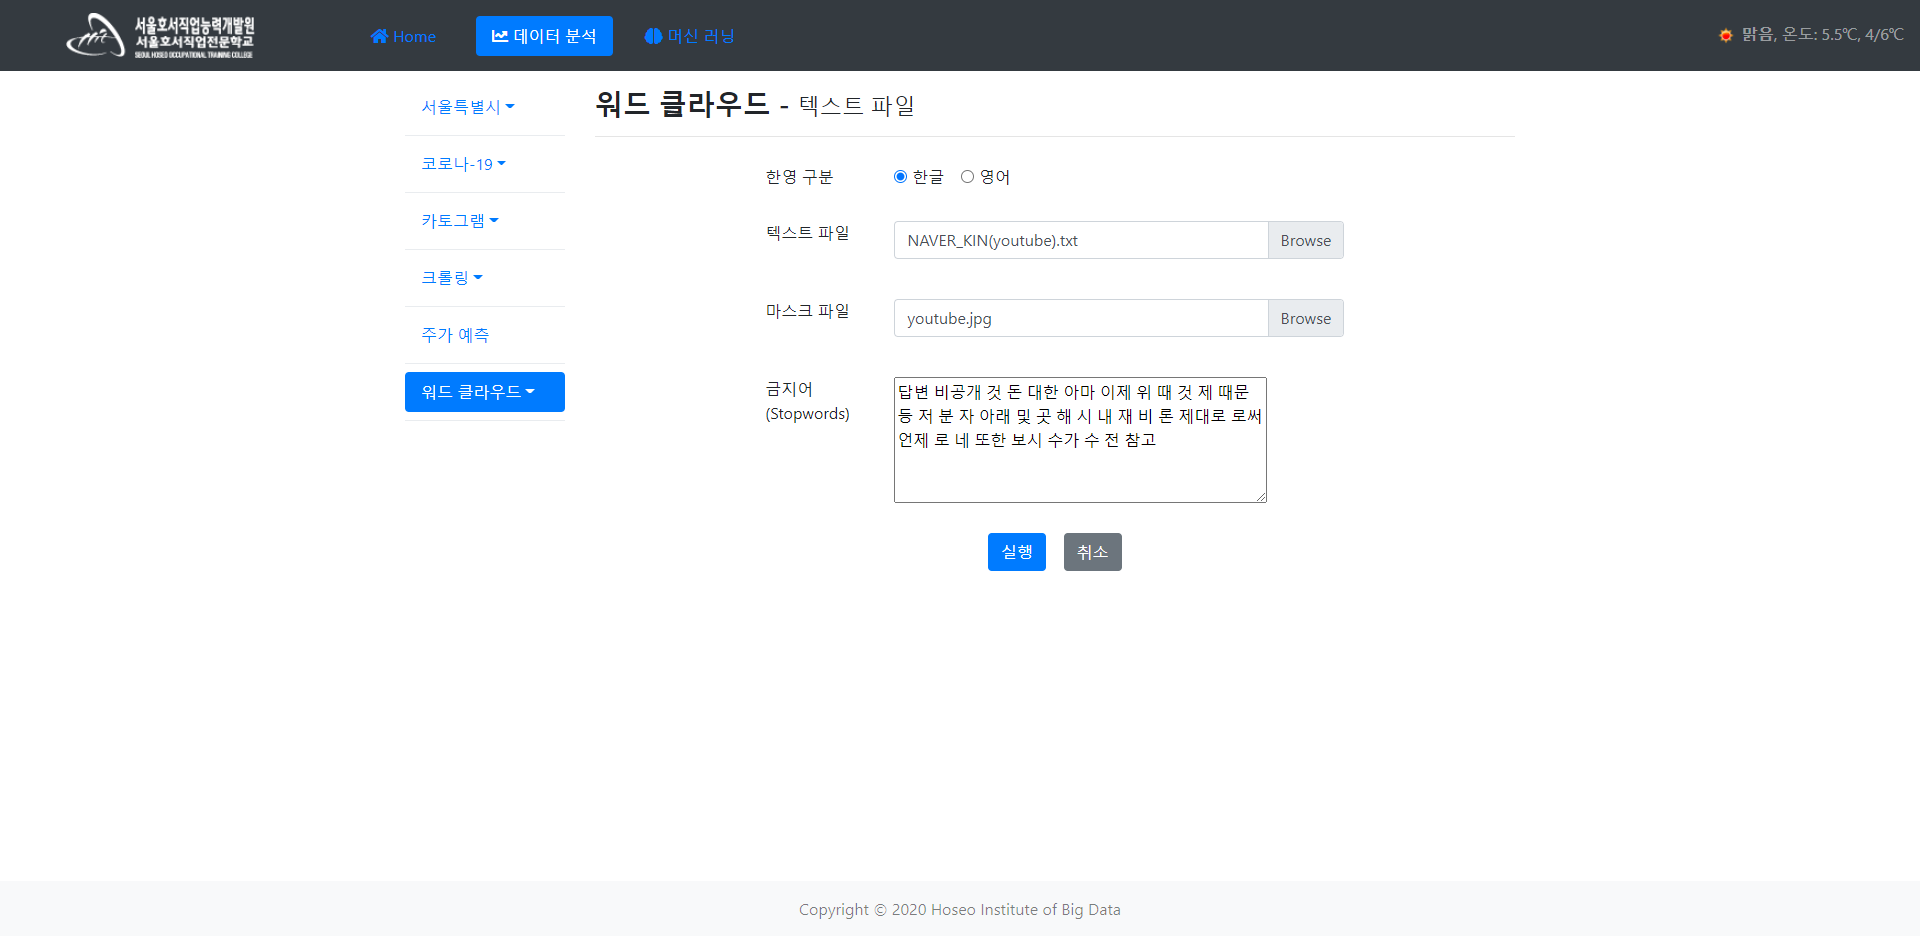 서울호서직업능력개발원
서울호서직업전문학교
SEOUL HOSEO OCCUPATIONAL TRAINING COLLEGE
Home
데이터 분석
머신 러닝
맑음, 온도: 5.5℃, 4/6℃
서울특별시
코로나-19
카토그램
크롤링
주가 예측
워드 클라우드
워드 클라우드 - 텍스트 파일
한영 구분 한글 영어
텍스트 파일 NAVER_KIN(youtube).txt Browse
마스크 파일 youtube.jpg Browse
금지어
(Stopwords)
답변 비공개 것 돈 대한 아마 이제 위 때 것 제 때문
등 저 분 자 아래 및 곳 해 시 내 재 비 론 제대로 로써
언제 로 네 또한 보시 수가 수 전 참고
실행 취소
Copyright © 2020 Hoseo Institute of Big Data